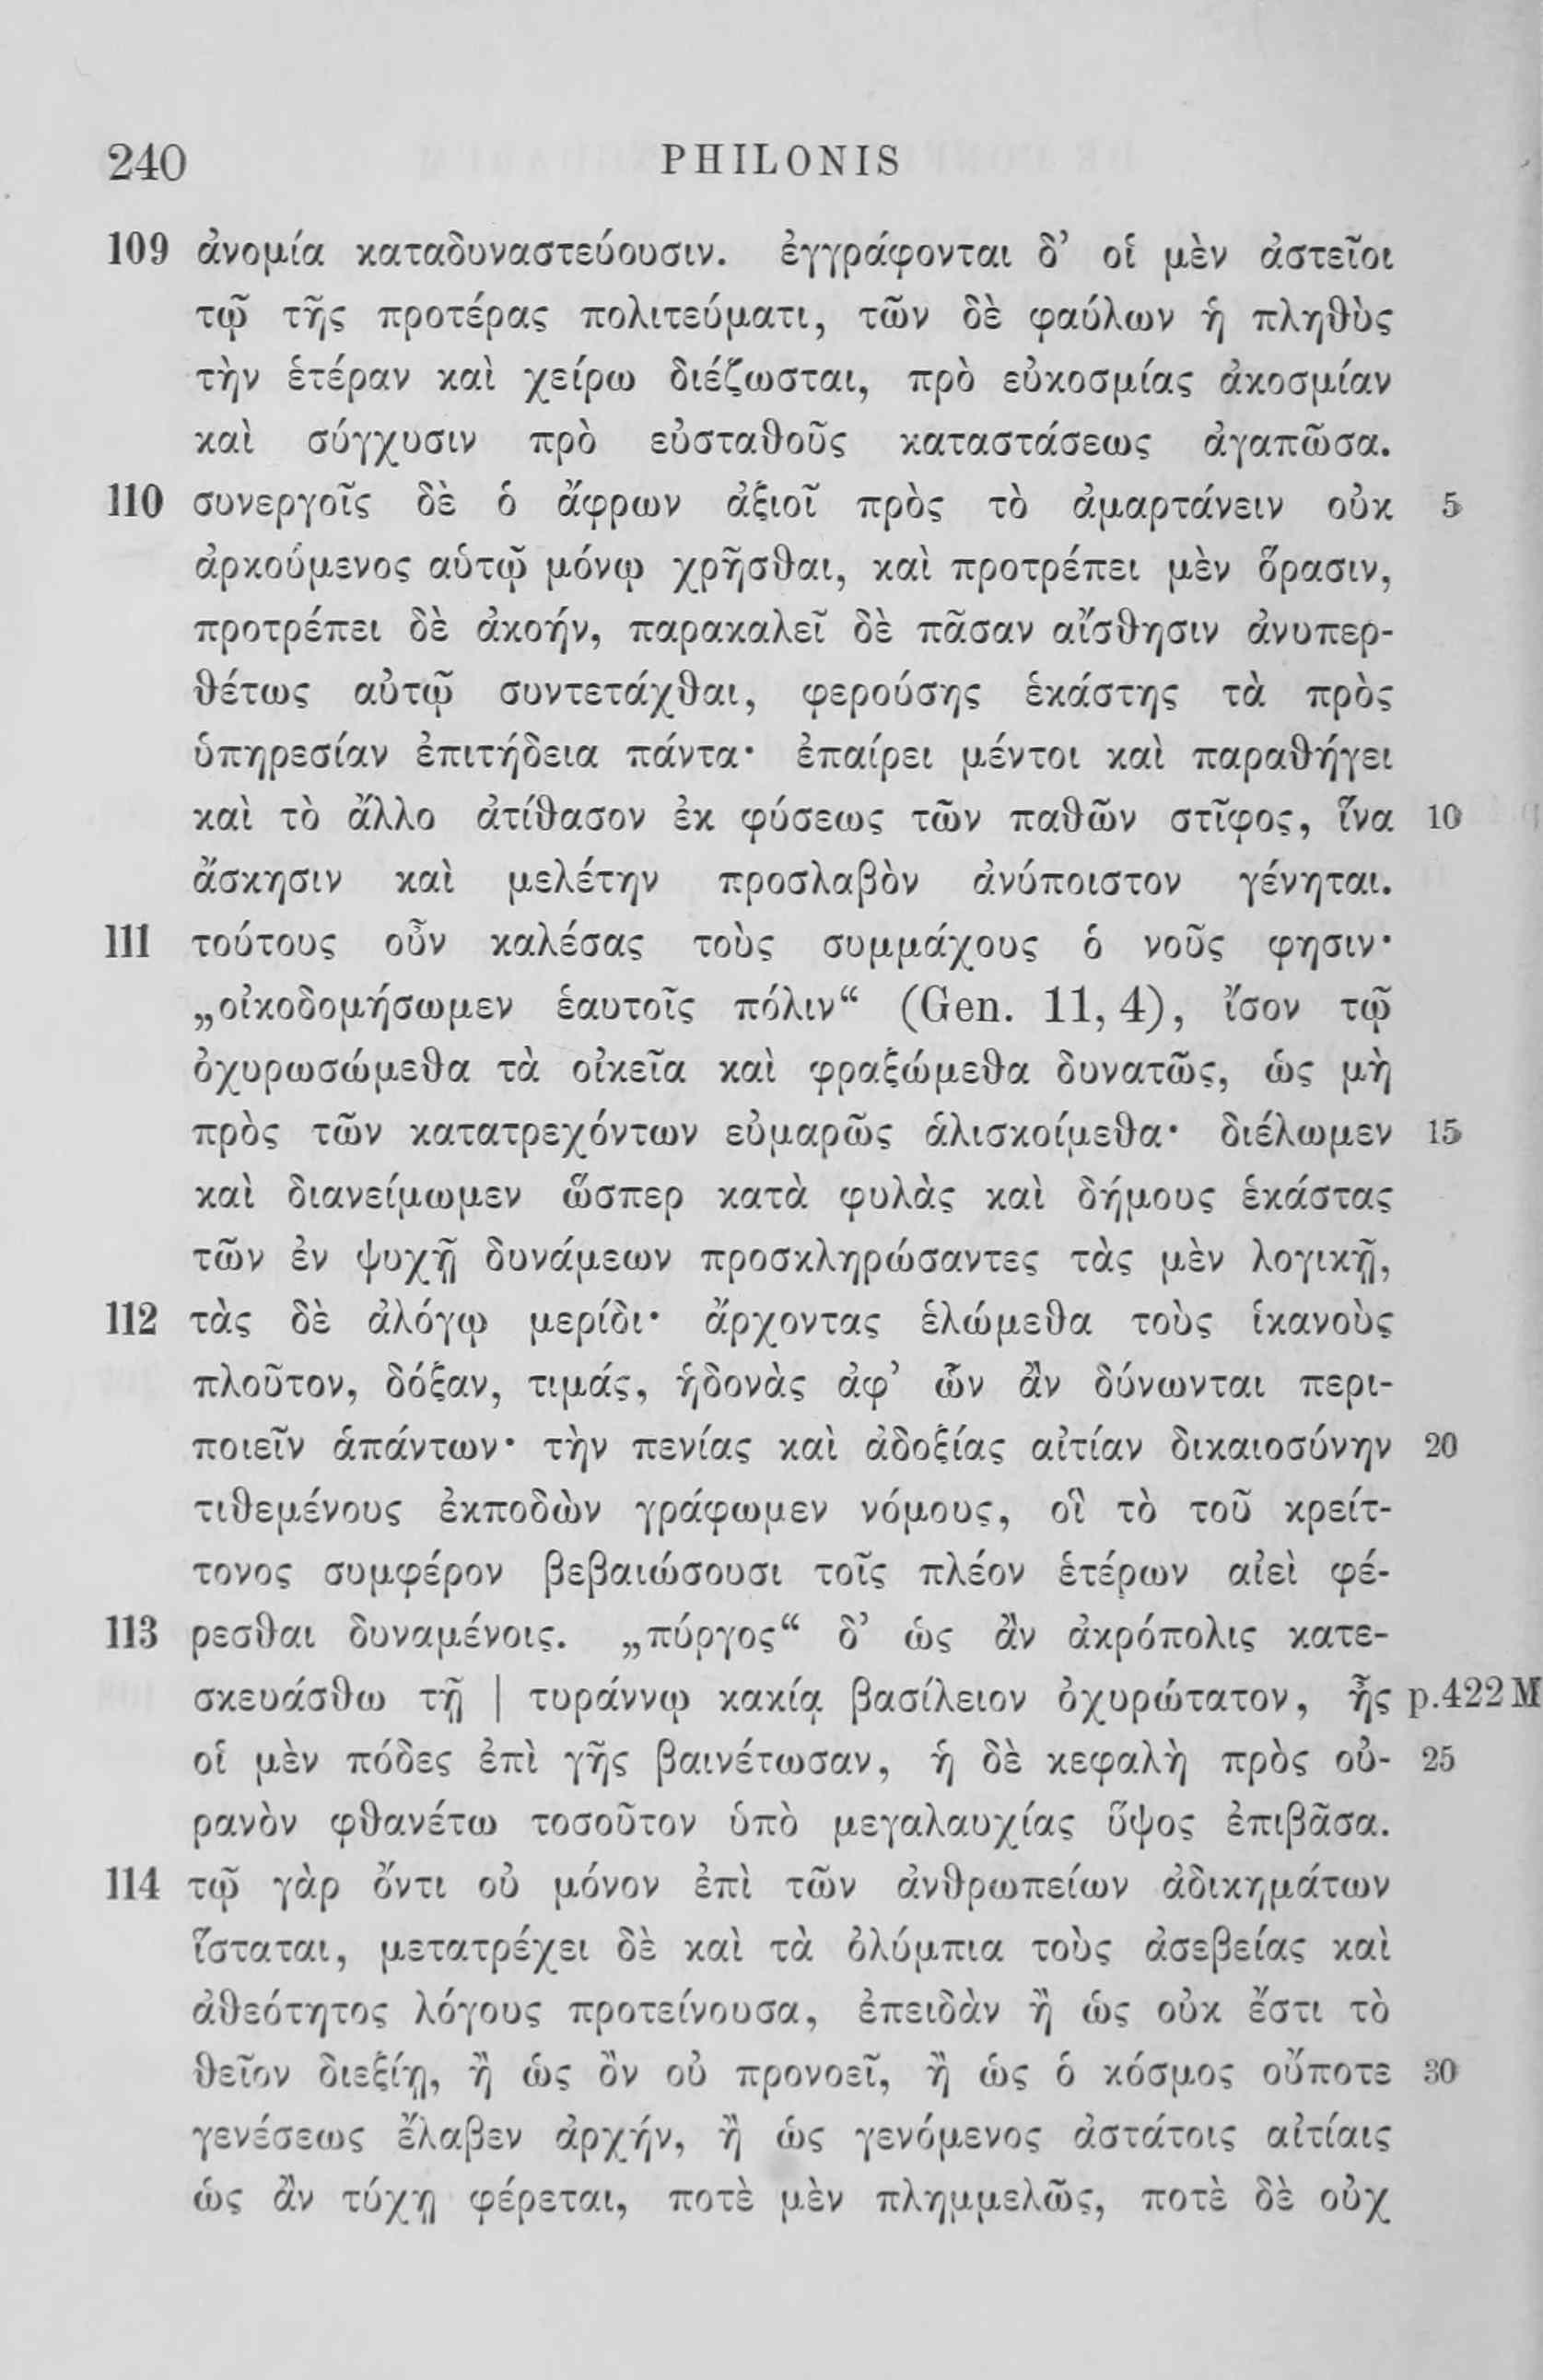 240 PHILONIS
109 ἀνομία καταδυναστεύουσιν. ἐγγράφονται δ’ οἱ μὲν ἀστεῖοι
τῷ τῆς προτέρας πολιτεύματι, τῶν δὲ φαύλων ἡ πληθὺς
τὴν ἑτέραν καὶ χείρω διέζωσται, πρὸ εὐκοσμίας ἀκοσμίαν
καὶ σύγχυσιν πρὸ εὐσταθοῦς καταστάσεως ἀγαπῶσα.
110 συνεργοῖς δὲ ὁ ἄφρων ἀξιοῖ πρὸς τὸ ἁμαρτάνειν οὐκ 5
ἀρκούμενος αὑτῷ μόνῳ χρῆσθαι, καὶ προτρέπει μὲν ὅρασιν,
προτρέπει δὲ ἀκοήν, παρακαλεῖ δὲ πᾶσαν αἴσθησιν ἀνυπερ-
θέτως αὐτῷ συντετάχθαι, φερούσης ἑκάστης τὰ πρὸς
ὑπηρεσίαν ἐπιτήδεια πάντα· ἐπαίρει μέντοι καὶ παραθήγει
καὶ τὸ ἄλλο ἀτίθασον ἐκ φύσεως τῶν παθῶν στῖφος, ἵνα 10
ἄσκησιν καὶ μελέτην προσλαβὸν ἀνύποιστον γένηται.
111 τούτους οὖν καλέσας τοὺς συμμάχους ὁ νοῦς φησιν·
„οἰκοδομήσωμεν ἑαυτοῖς πόλιν“ (Gen. 11, 4), ἴσον τῷ
ὀχυρωσώμεθα τὰ οἰκεῖα καὶ φραξώμεθα δυνατῶς, ὡς μὴ
πρὸς τῶν κατατρεχόντων εὐμαρῶς ἁλισκοίμεθα· διέλωμεν 15
καὶ διανείμωμεν ὥσπερ κατὰ φυλὰς καὶ δήμους ἑκάστας
τῶν ἐν ψυχῇ δυνάμεων προσκληρώσαντες τὰς μὲν λογικῇ,
112 τὰς δὲ ἀλόγῳ μερίδι· ἄρχοντας ἑλώμεθα τοὺς ἱκανοὺς
πλοῦτον, δόξαν, τιμάς, ἡδονὰς ἀφ’ ὧν ἂν δύνωνται περι-
ποιεῖν ἁπάντων· τὴν πενίας καὶ ἀδοξίας αἰτίαν δικαιοσύνην 20
τιθεμένους ἐκποδὼν γράφωμεν νόμους, οἳ τὸ τοῦ κρείτ-
τονος συμφέρον βεβαιώσουσι τοῖς πλέον ἑτέρων αἰεὶ φέ-
113 ρεσθαι δυναμένοις. „πύργος“ δ’ ὡς ἂν ἀκρόπολις κατε-
σκευάσθω τῇ | τυράννῳ κακίᾳ βασίλειον ὀχυρώτατον, ἧς p.422 M
οἱ μὲν πόδες ἐπὶ γῆς βαινέτωσαν, ἡ δὲ κεφαλὴ πρὸς οὐ- 25
ρανὸν φθανέτω τοσοῦτον ὑπὸ μεγαλαυχίας ὕψος ἐπιβᾶσα.
114 τῷ γὰρ ὄντι οὐ μόνον ἐπὶ τῶν ἀνθρωπείων ἀδικημάτων
ἵσταται, μετατρέχει δὲ καὶ τὰ ὀλύμπια τοὺς ἀσεβείας καὶ
ἀθεότητος λόγους προτείνουσα, ἐπειδὰν ἢ ὡς οὐκ ἔστι τὸ
θεῖον διεξίῃ, ἢ ὡς ὂν οὐ προνοεῖ, ἢ ὡς ὁ κόσμος οὔποτε 30
γενέσεως ἔλαβεν ἀρχήν, ἢ ὡς γενόμενος ἀστάτοις αἰτίαις
ὡς ἂν τύχῃ φέρεται, ποτὲ μὲν πλημμελῶς, ποτὲ δὲ οὐχ